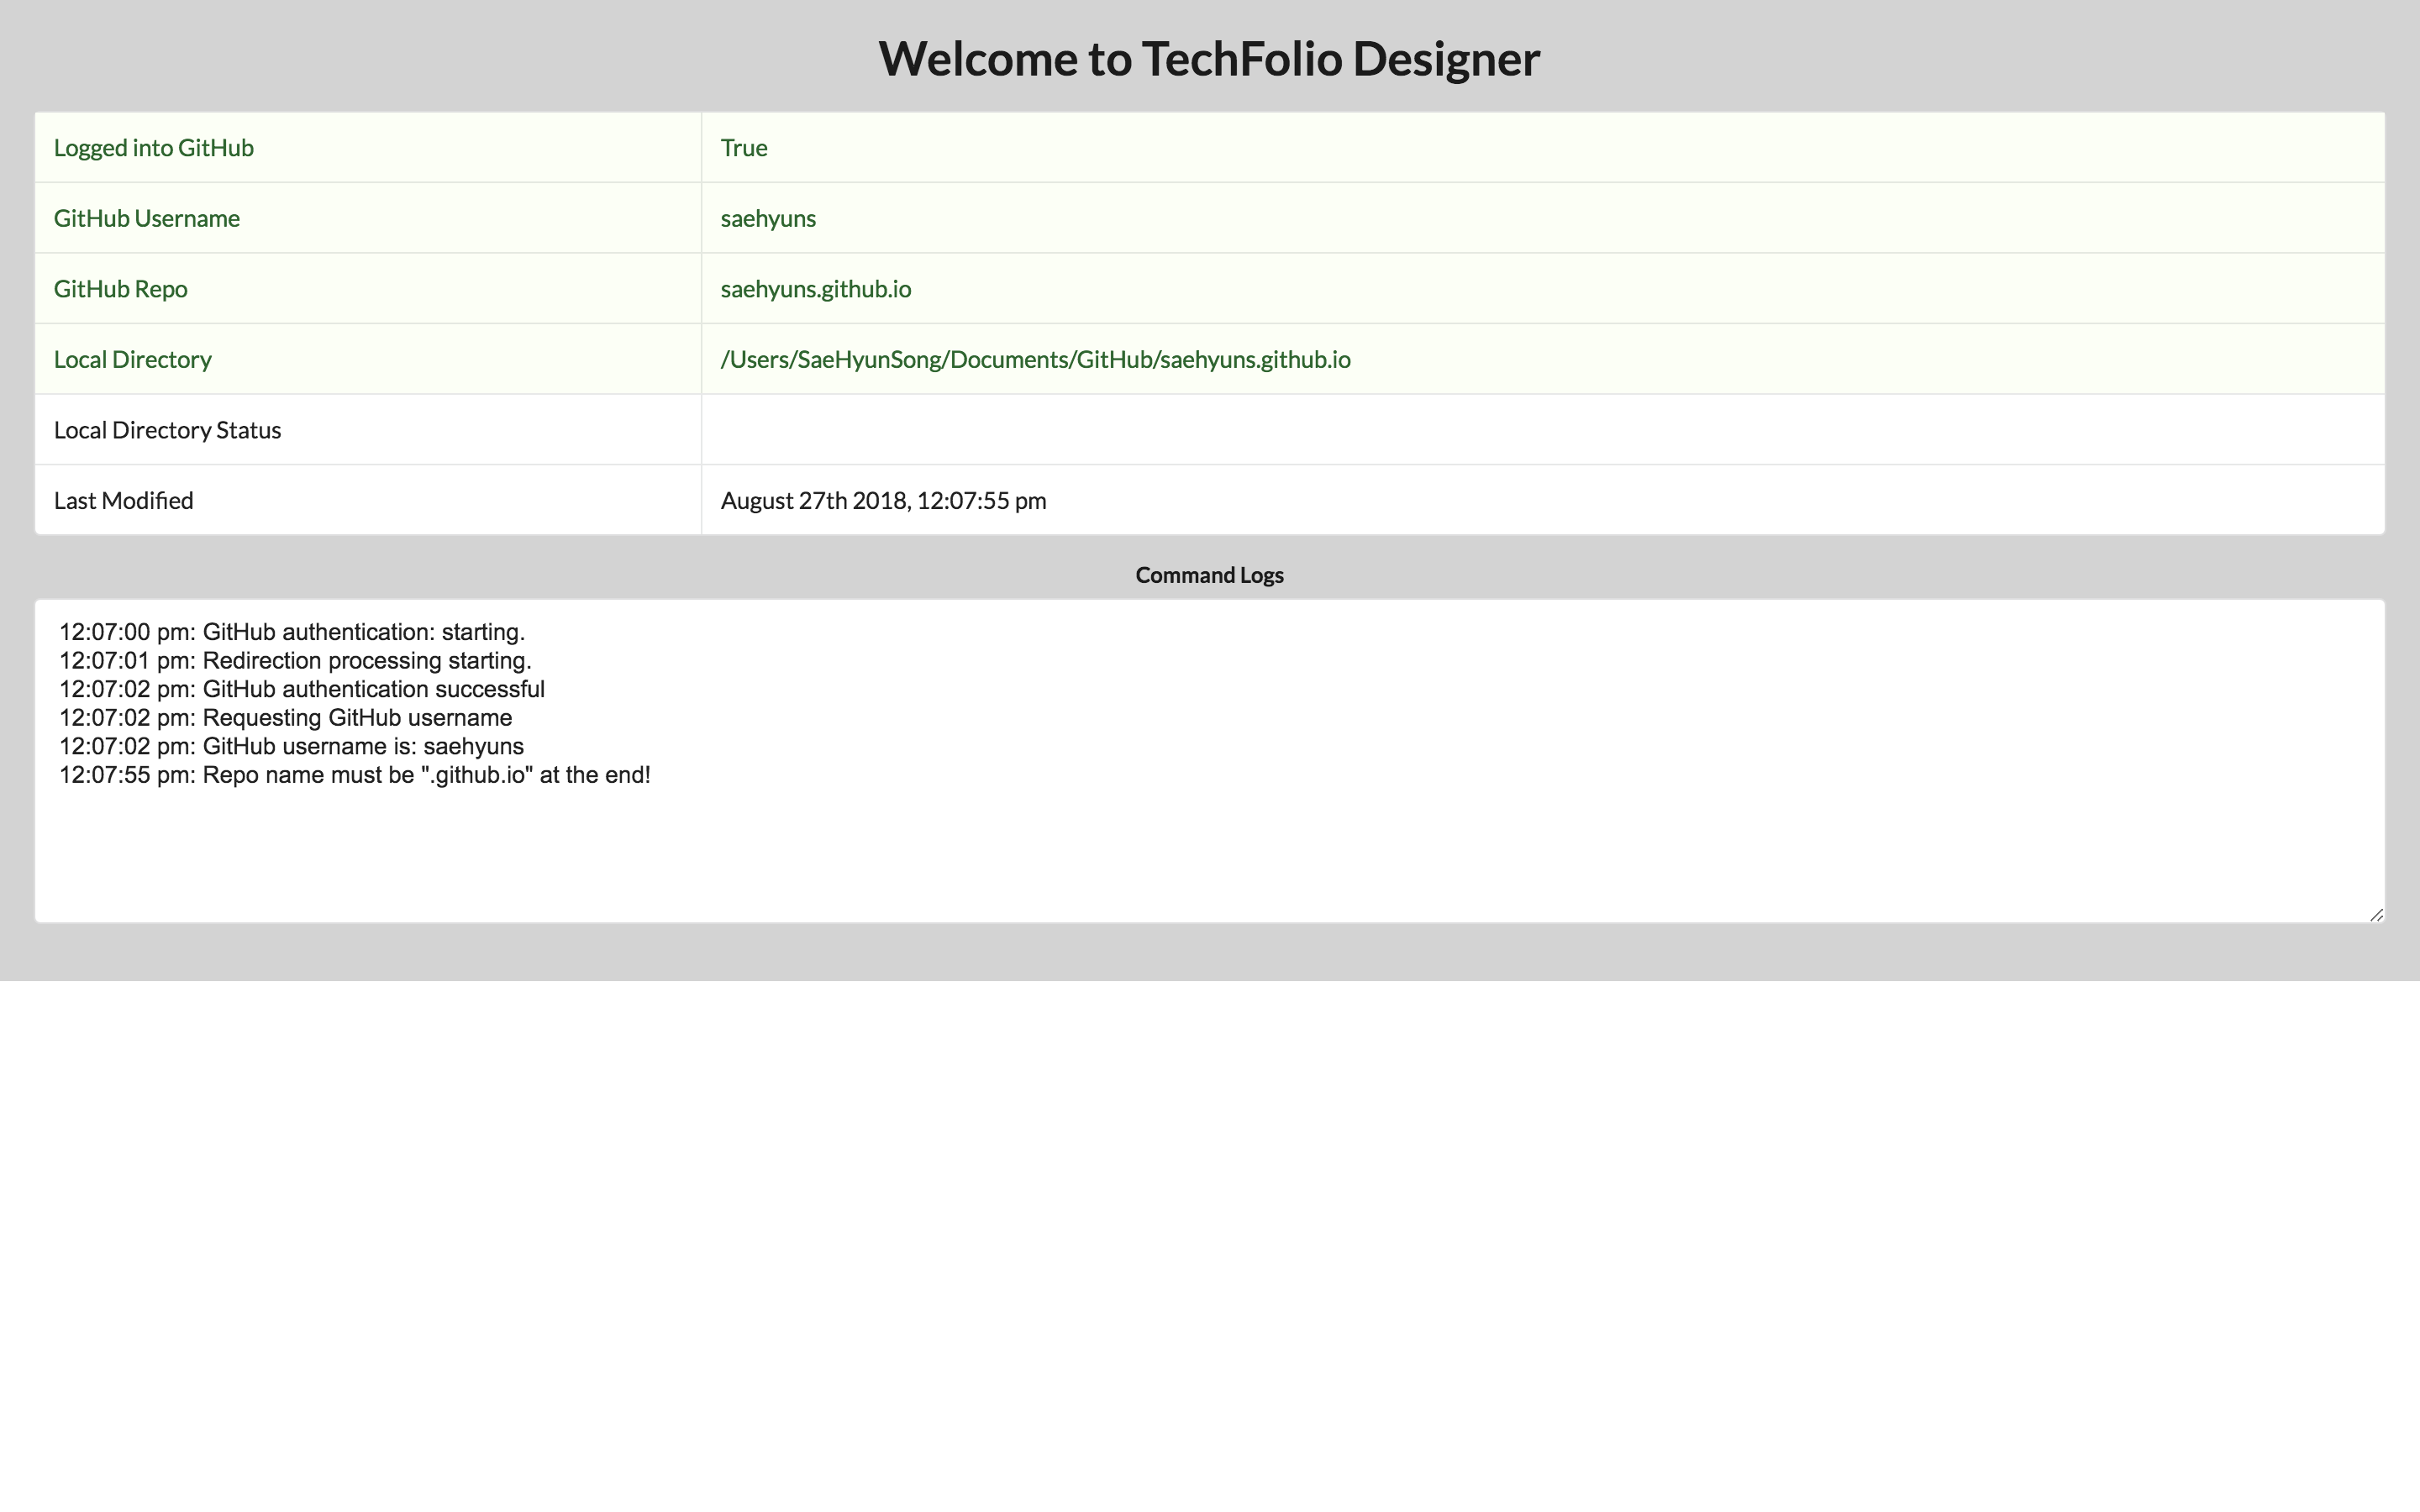 Welcome to TechFolio Designer
Logged into GitHub True
GitHub Username saehyuns
GitHub Repo saehyuns.github.io
Local Directory /Users/SaeHyunSong/Documents/GitHub/saehyuns.github.io
Local Directory Status
Last Modified August 27th 2018, 12:07:55 pm
Command Logs
12:07:00 pm: GitHub authentication: starting.
12:07:01 pm: Redirection processing starting.
12:07:02 pm: GitHub authentication successful
12:07:02 pm: Requesting GitHub username
12:07:02 pm: GitHub username is: saehyuns
12:07:55 pm: Repo name must be ".github.io" at the end!